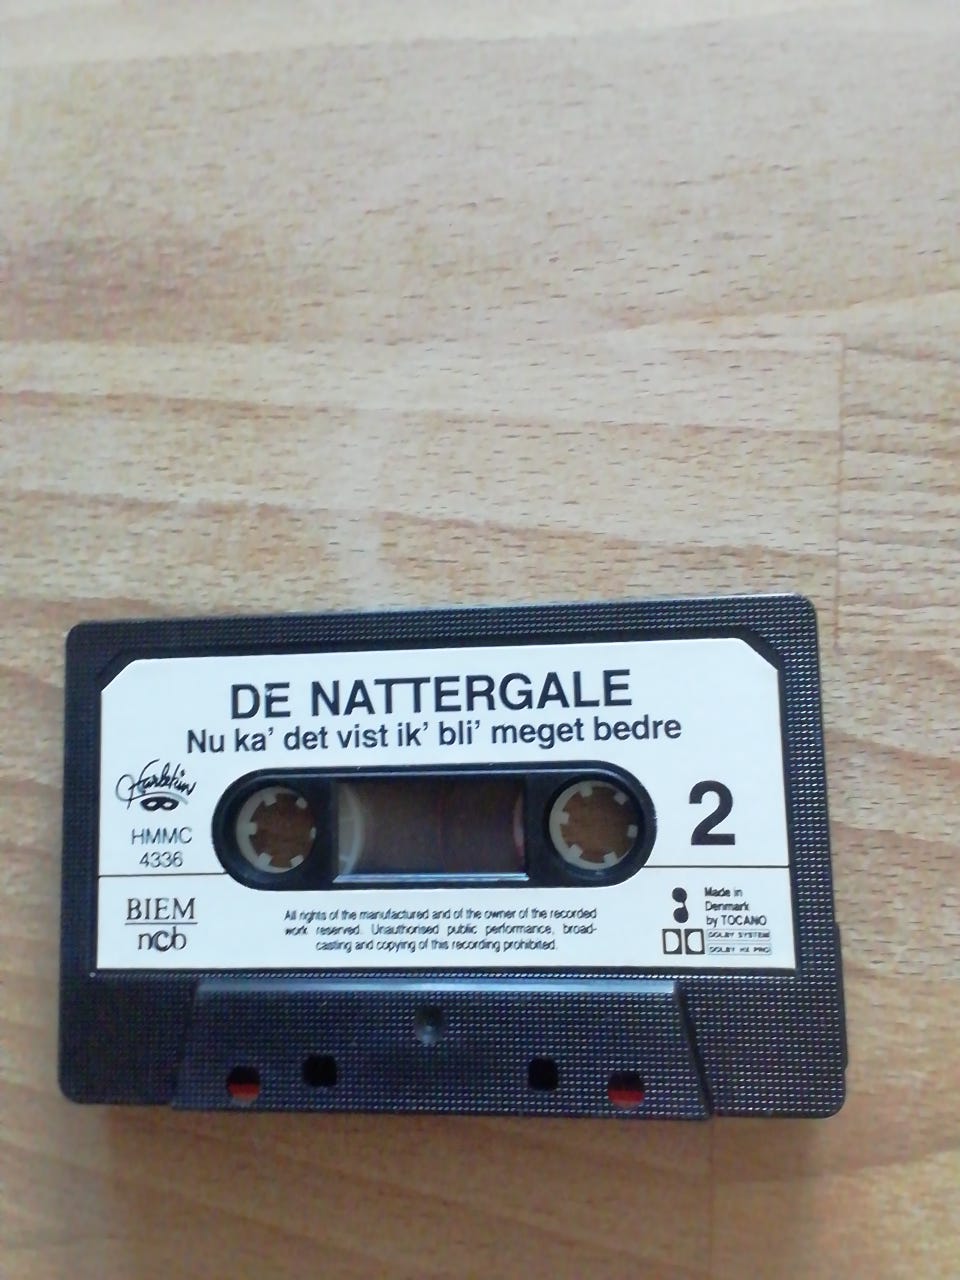 DE NATTERGALE
Nu ka' det vist ik' bli' meget bedre
Harlekin
HMMC
4336
2
BIEM
ncb
All rights of the manufactured and of the owner of the recorded
work reserved. Unauthorised public performance, broad-
casting and copying of this recording prohibited.
Made in
Denmark
by TOCANO
DOLBY SYSTEM
DOLBY HX PRO